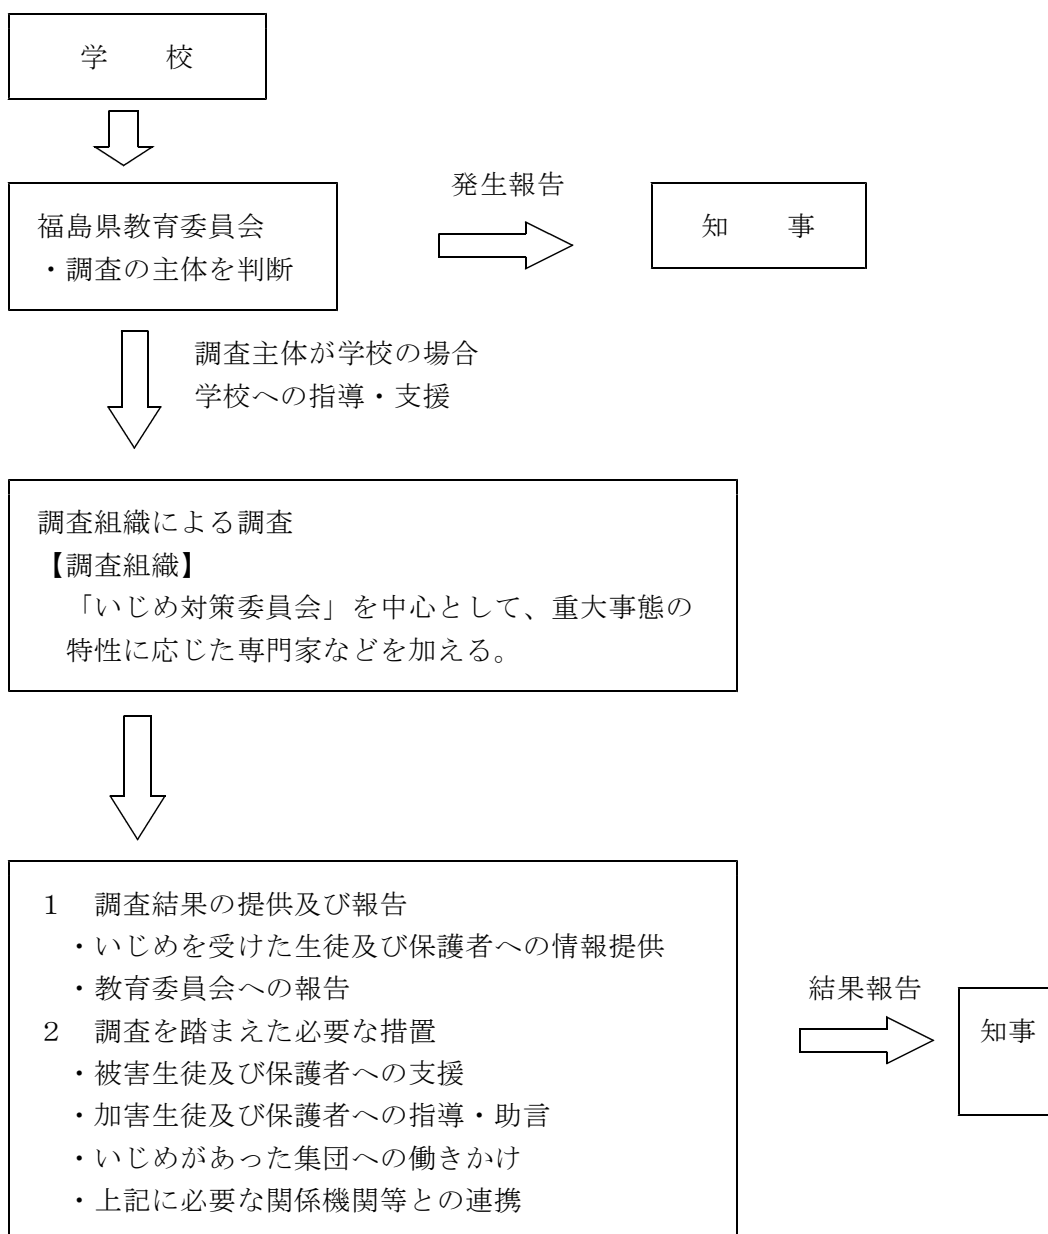 学　　校
発生報告
福島県教育委員会
・調査の主体を判断
知　　事
調査主体が学校の場合
学校への指導・支援
調査組織による調査
【調査組織】
「いじめ対策委員会」を中心として、重大事態の
特性に応じた専門家などを加える。
１　調査結果の提供及び報告
・いじめを受けた生徒及び保護者への情報提供
・教育委員会への報告
２　調査を踏まえた必要な措置
・被害生徒及び保護者への支援
・加害生徒及び保護者への指導・助言
・いじめがあった集団への働きかけ
・上記に必要な関係機関等との連携
結果報告
知事